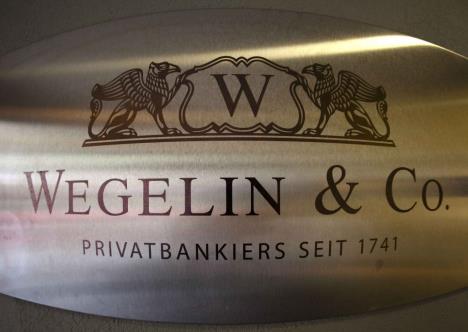 W
WEGELIN & CO.
PRIVATBANKIERS SEIT 1741